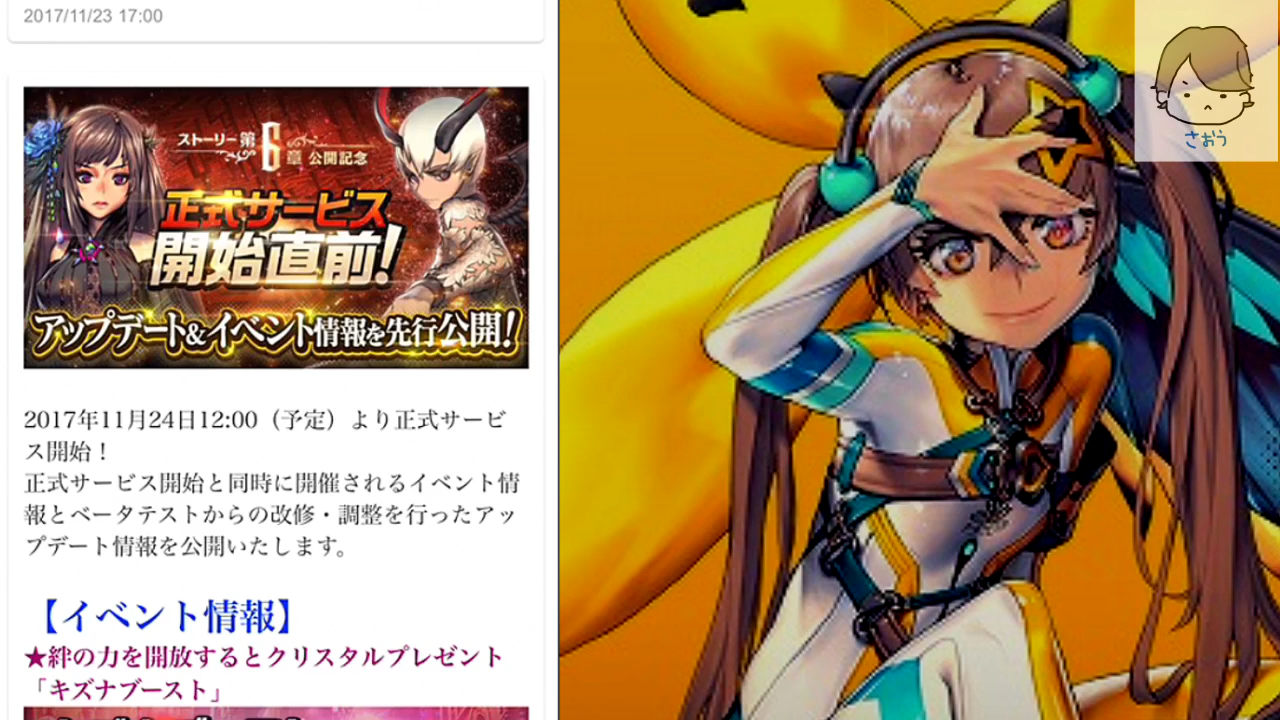 2017/11/23 17:00
ストーリー第6章 公開記念
正式サービス
開始直前!
アップデート&イベント情報を先行公開!
2017年11月24日12:00（予定）より正式サービ
ス開始！
正式サービス開始と同時に開催されるイベント情
報とベータテストからの改修・調整を行ったアッ
プデート情報を公開いたします。
【イベント情報】
★絆の力を開放するとクリスタルプレゼント
「キズナブースト」
さおう